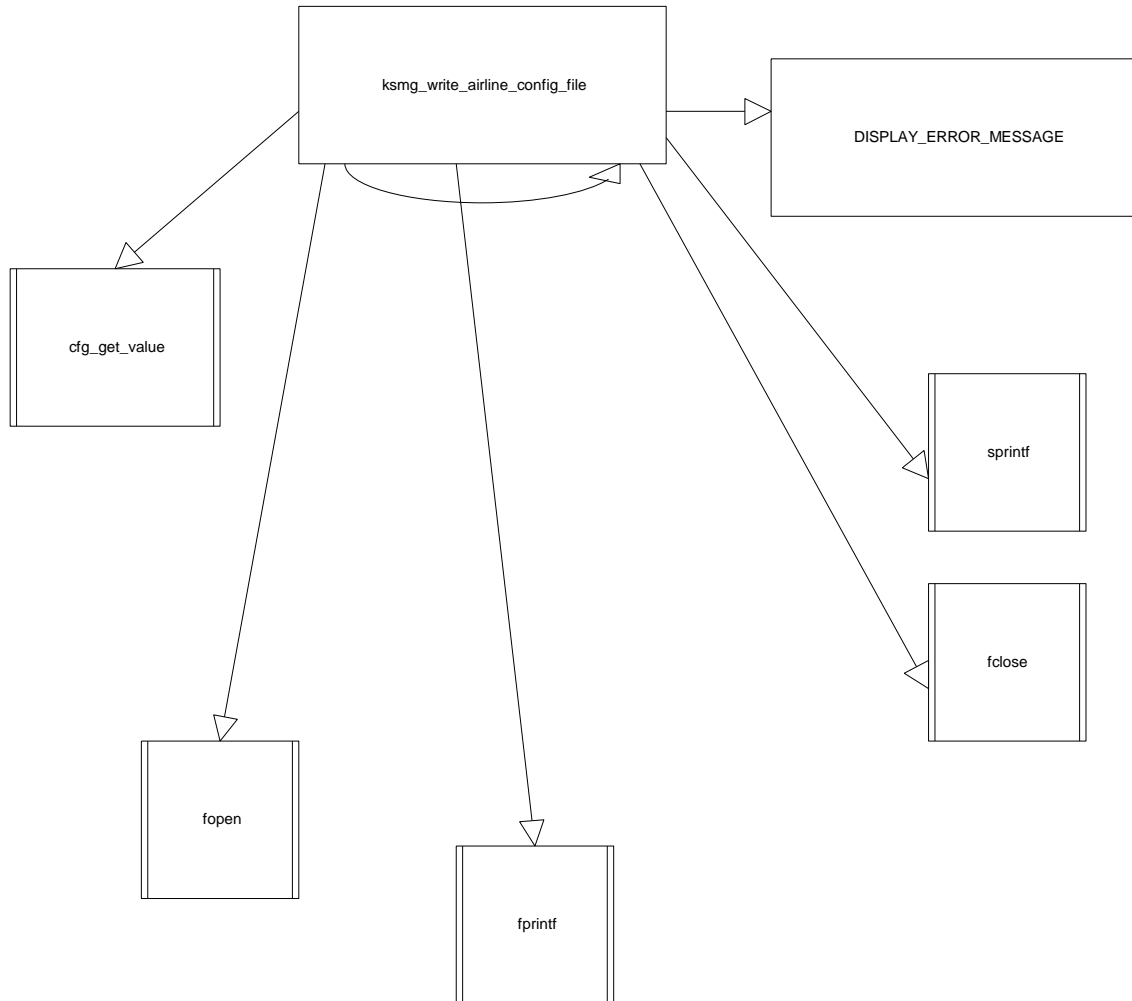 ksmg_write_airline_config_file
DISPLAY_ERROR_MESSAGE
cfg_get_value
sprintf
fclose
fopen
fprintf